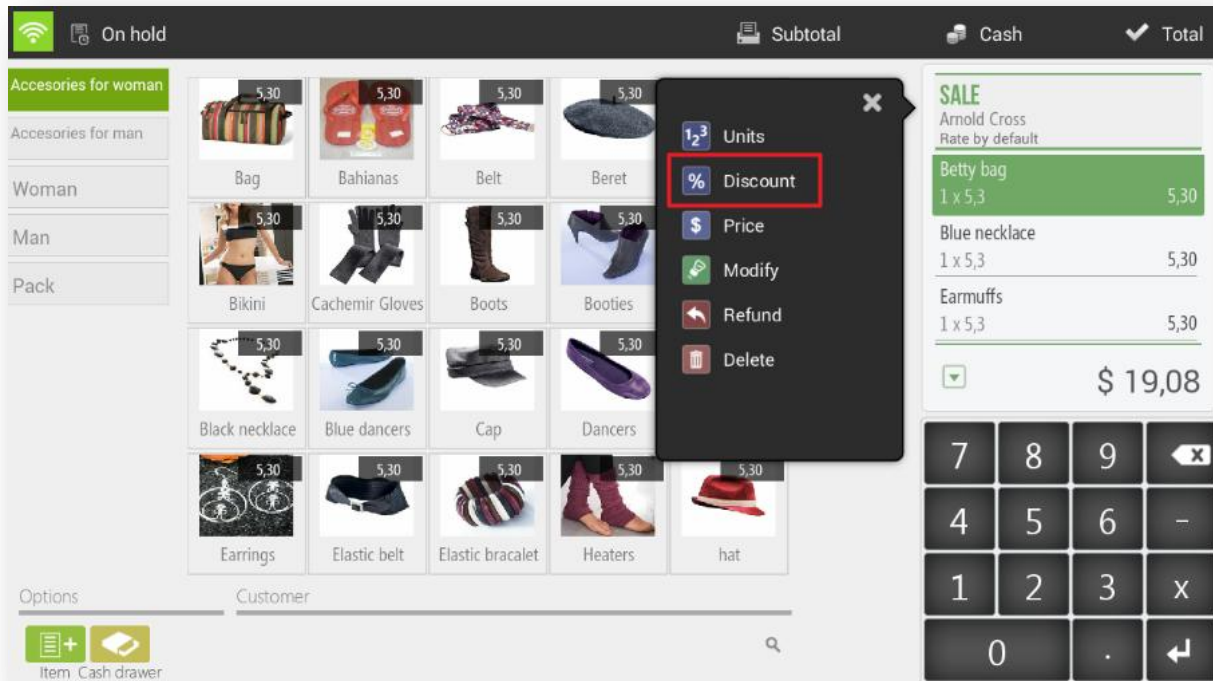 On hold
Subtotal
Cash
Total
Accesories for woman
Accesories for man
Woman
Man
Pack
5,30
5,30
5,30
5,30
Bag
Bahianas
Belt
Beret
5,30
5,30
5,30
5,30
Bikini
Cachemir Gloves
Boots
Booties
5,30
5,30
5,30
5,30
Black necklace
Blue dancers
Cap
Dancers
5,30
5,30
5,30
5,30
5,30
Earrings
Elastic belt
Elastic bracalet
Heaters
hat
Options
Customer
Item
Cash drawer
Units
% Discount
$ Price
Modify
Refund
Delete
SALE
Arnold Cross
Rate by default
Betty bag
1 x 5,3 5,30
Blue necklace
1 x 5,3 5,30
Earmuffs
1 x 5,3 5,30
$ 19,08
7 8 9 x
4 5 6 -
1 2 3 x
0 .